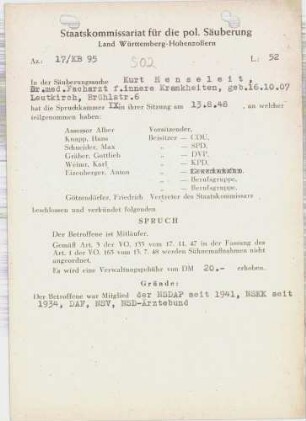 Staatskommissariat für die pol. Säuberung
Land Württemberg-Hohenzollern
Az.: 17/KB 95
502
L: 52
In der Säuberungssache Kurt Henseleit,
Dr.med.Facharzt f.innere Krankheiten, geb.16.10.07
Leutkirch, Brühlstr.6
hat die Spruchkammer XX in ihrer Sitzung am 13.8.48 , an welcher
teilgenommen haben:
Assessor Alber Vorsitzender,
Knupp, Hans Beisitzer — CDU,
Schneider, Max „ — SPD,
Gräber, Gottlieb „ — DVP,
Weimr, Karl „ — KPD,
Eisenberger, Anton „ — Gewerkschaften
„ — Berufsgruppe,
„ — Berufsgruppe,
Götzendörfer, Friedrich Vertreter des Staatskommissars
beschlossen und verkündet folgenden
SPRUCH
Der Betroffene ist Mitläufer.
Gemäß Art. 3 der VO. 133 vom 17. 11. 47 in der Fassung des
Art. 1 der VO. 165 vom 13. 7. 48 werden Sühnemaßnahmen nicht
angeordnet.
Es wird eine Verwaltungsgebühr von DM 20.- erhoben.
Gründe:
Der Betroffene war Mitglied der NSDAP seit 1941, NSKK seit
1934, DAF, NSV, NSD-Ärztebund